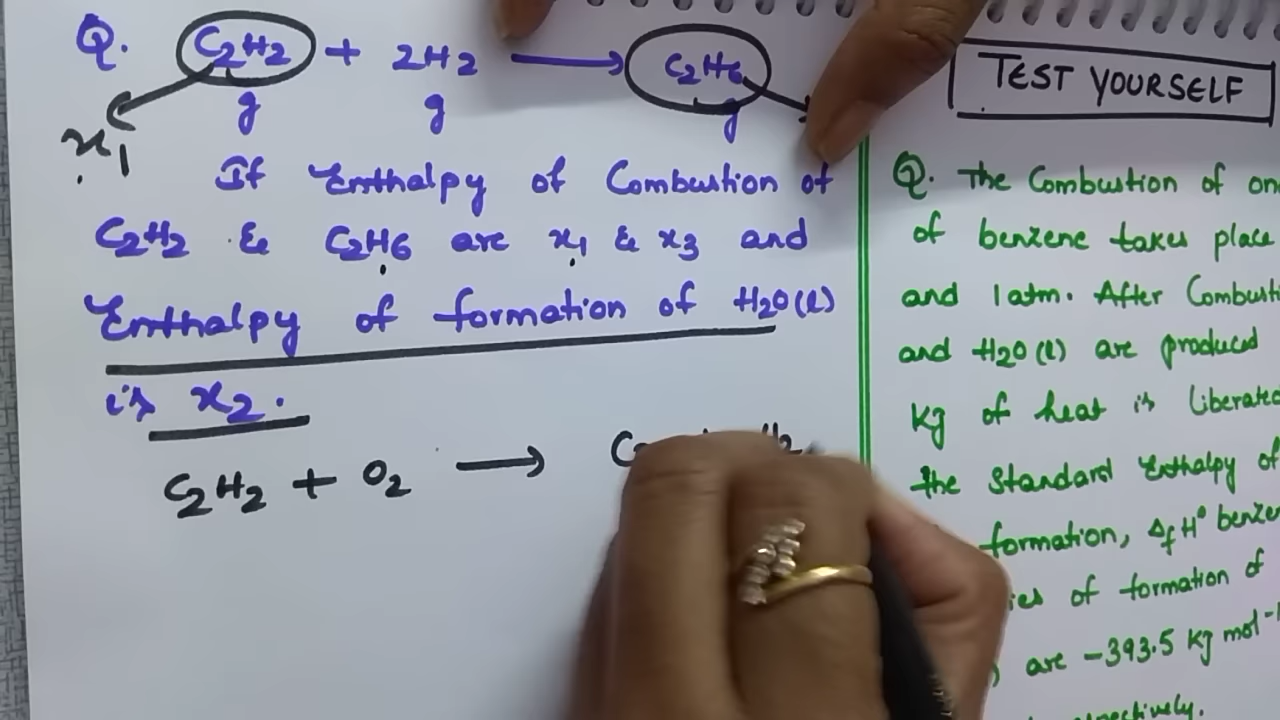 Q. C2H2 + 2H2 ⟶ C2H6
g g g
x1
If Enthalpy of Combustion of
C2H2 & C2H6 are x1 & x3 and
Enthalpy of formation of H2O(l)
is x2.
C2H2 + O2 ⟶
TEST YOURSELF
Q. The Combustion of
of benzene takes place
and 1 atm. After
and H2O(l) are produced
KJ of heat is
the Standard Enthalpy of
formation, ΔfH°
of formation of
are -393.5 KJ mol-1